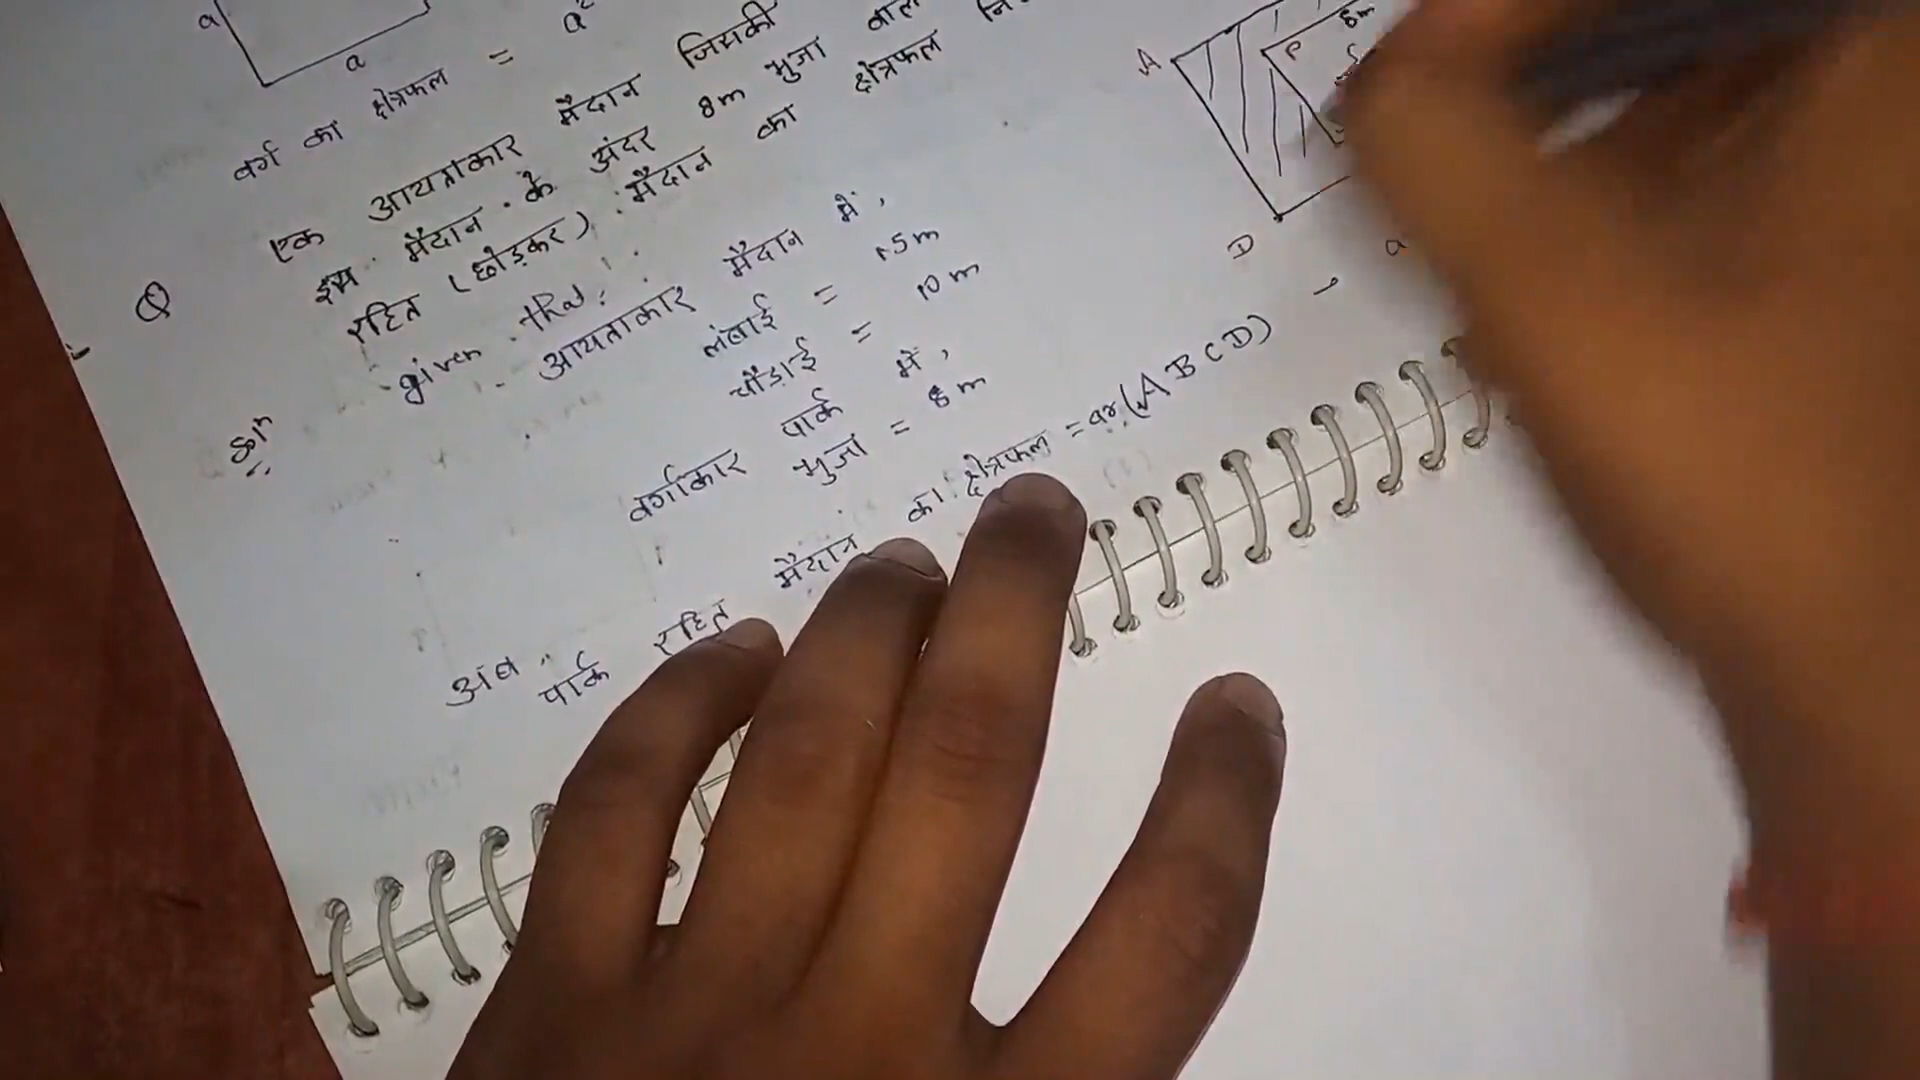 a
a
वर्ग का क्षेत्रफल = a²
Q एक आयताकार मैदान जिसकी
इस मैदान के अंदर 8m भुजा वाले
रहित (छोड़कर) मैदान का क्षेत्रफल
Soln given that:
आयताकार मैदान में,
लंबाई = 15m
चौड़ाई = 10m
वर्गाकार पार्क में,
भुजा = 8m
अब,
पार्क रहित मैदान का क्षेत्रफल = ar(ABCD) - a
A
P
8m
D